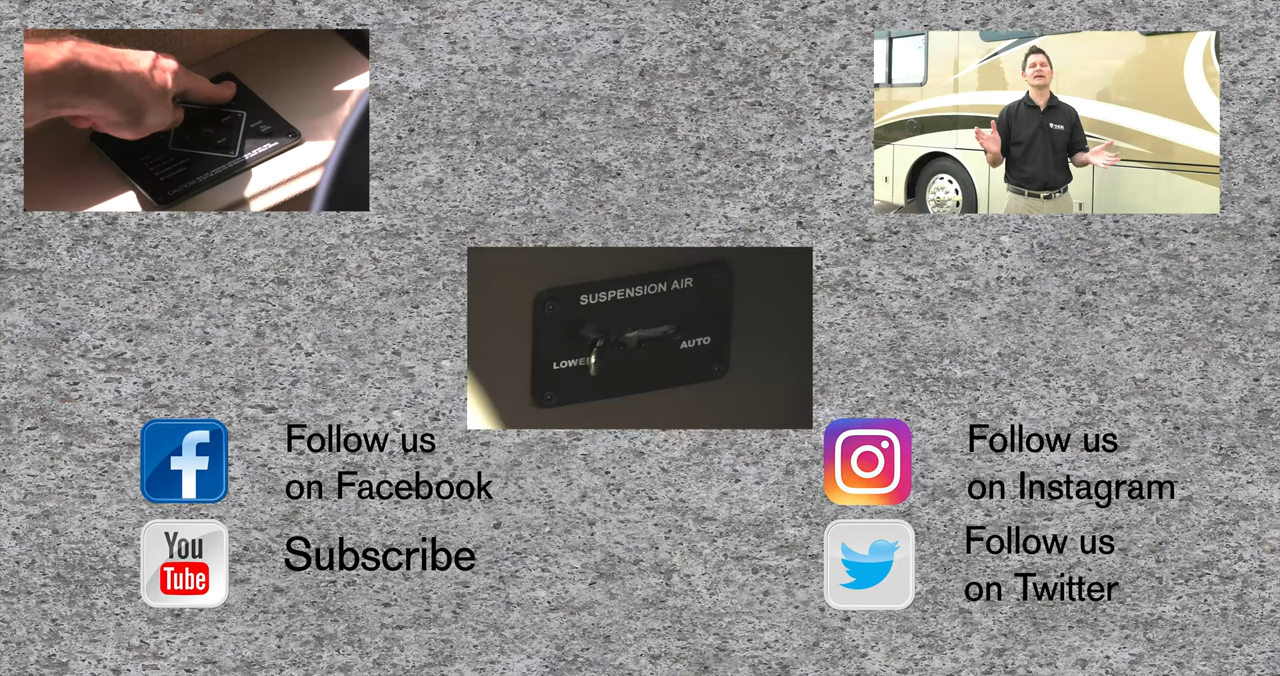 CAUTION
SUSPENSION AIR
LOWER
AUTO
Follow us
on Facebook
Follow us
on Instagram
You
Tube
Subscribe
Follow us
on Twitter